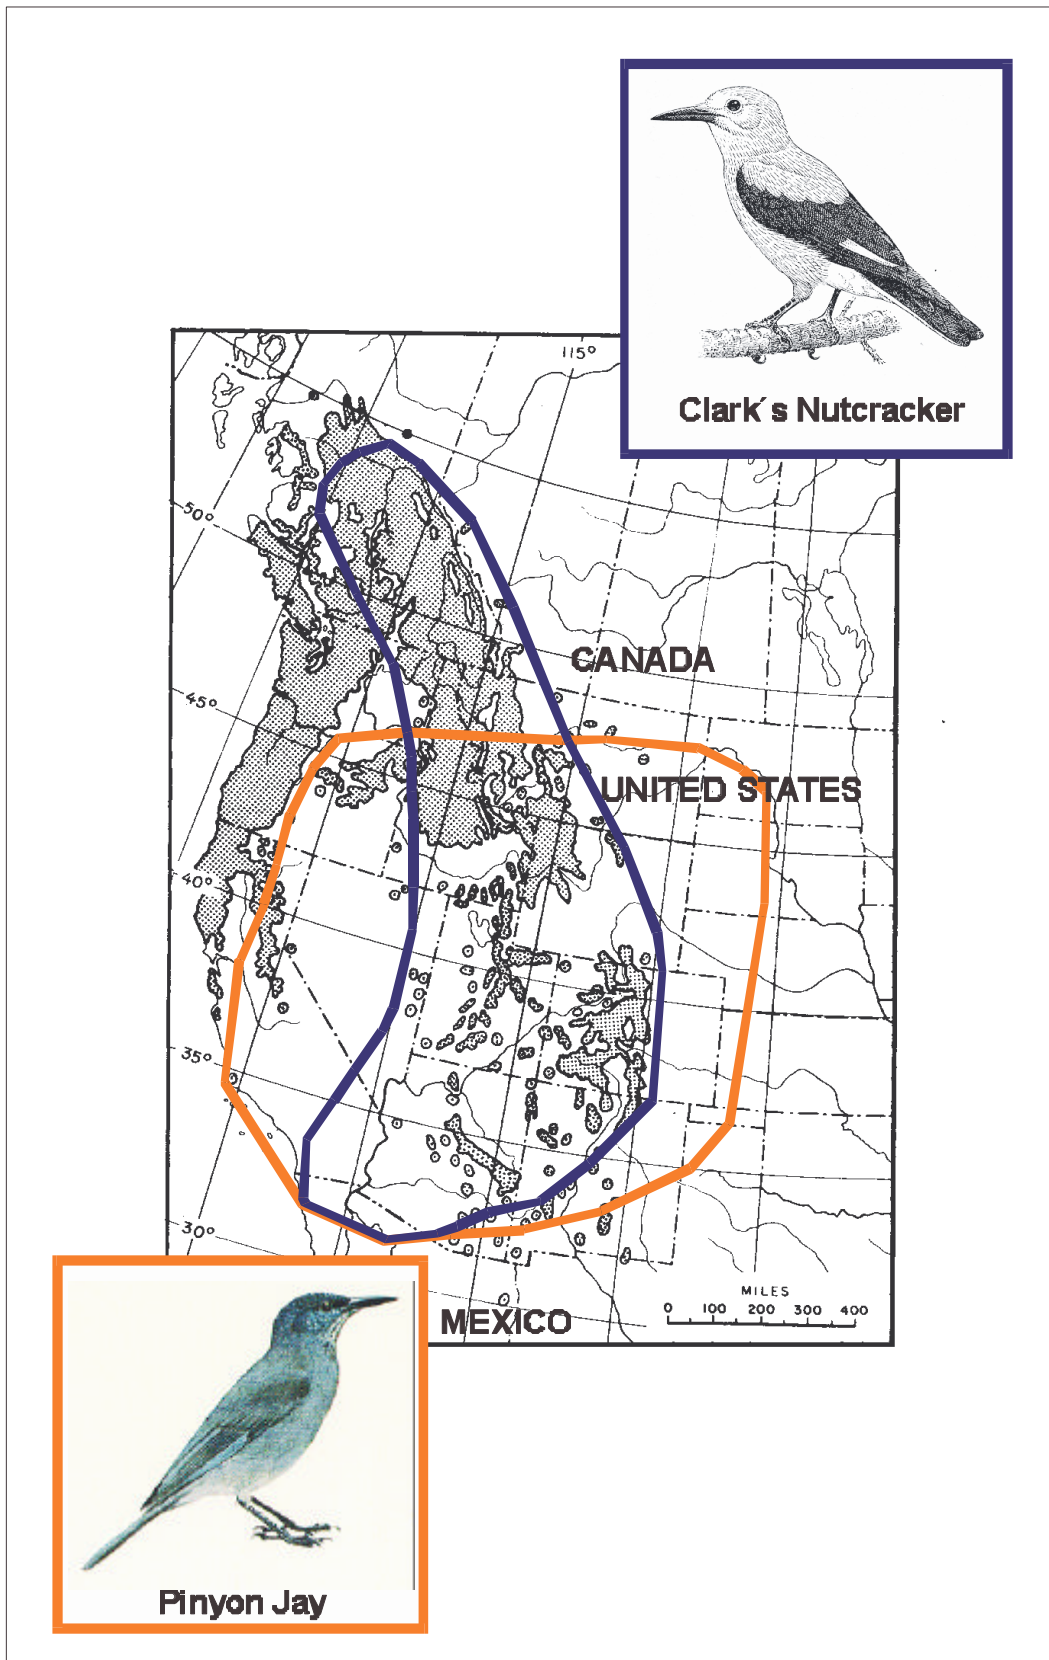 Clark´s Nutcracker
115°
50°
CANADA
45°
UNITED STATES
40°
35°
30°
MILES
0 100 200 300 400
MEXICO
Pinyon Jay